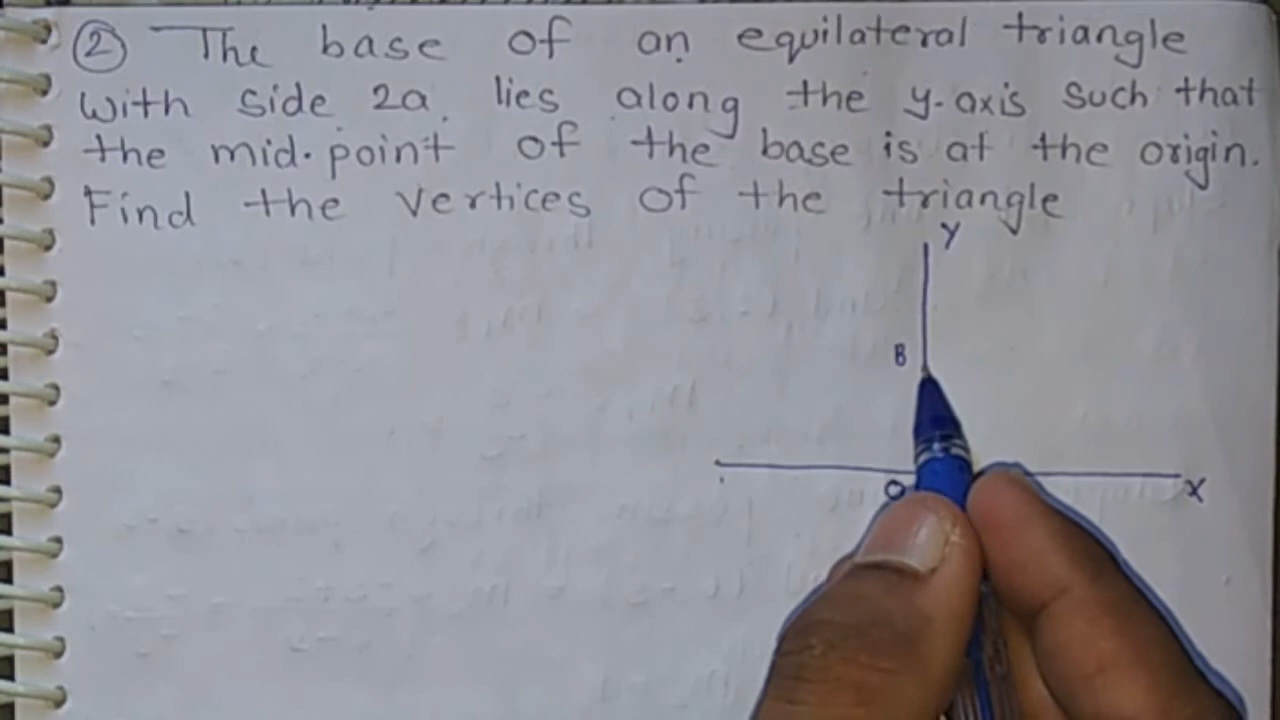 ② The base of an equilateral triangle
with side 2a lies along the y-axis such that
the mid-point of the base is at the origin.
Find the vertices of the triangle
Y
B
O
X